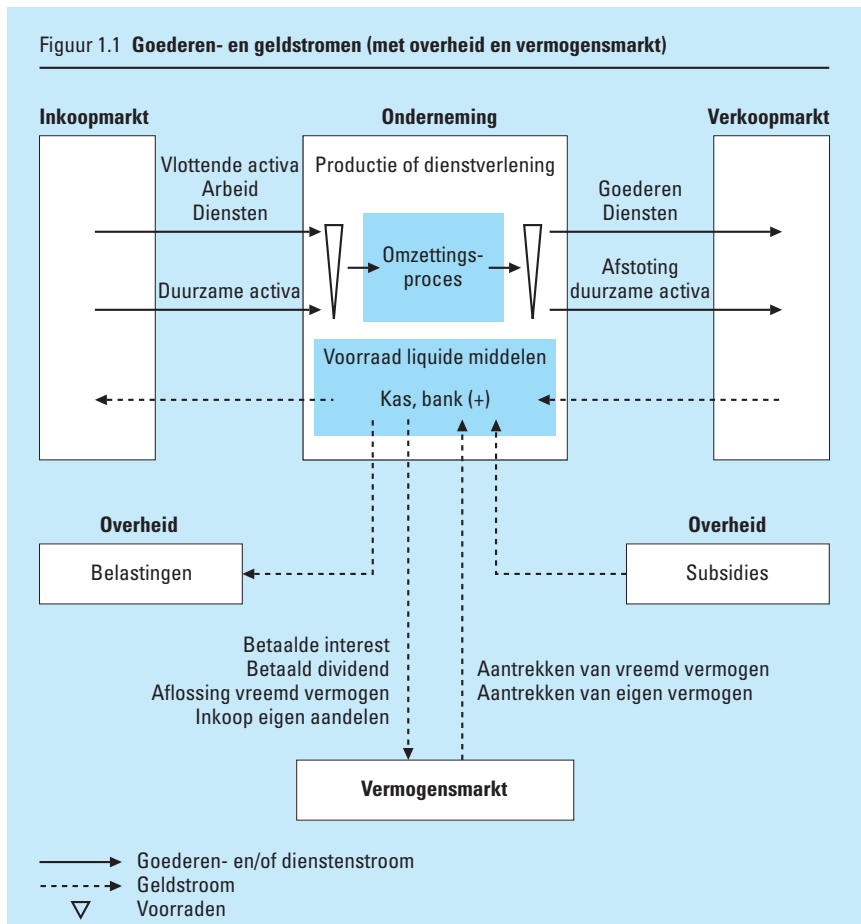 Figuur 1.1 Goederen- en geldstromen (met overheid en vermogensmarkt)
Inkoopmarkt
Onderneming
Verkoopmarkt
Vlottende activa
Arbeid
Diensten
Duurzame activa
Productie of dienstverlening
Omzettings-
proces
Goederen
Diensten
Afstoting
duurzame activa
Voorraad liquide middelen
Kas, bank (+)
Overheid
Belastingen
Overheid
Subsidies
Betaalde interest
Betaald dividend
Aflossing vreemd vermogen
Inkoop eigen aandelen
Aantrekken van vreemd vermogen
Aantrekken van eigen vermogen
Vermogensmarkt
Goederen- en/of dienstenstroom
Geldstroom
Voorraden